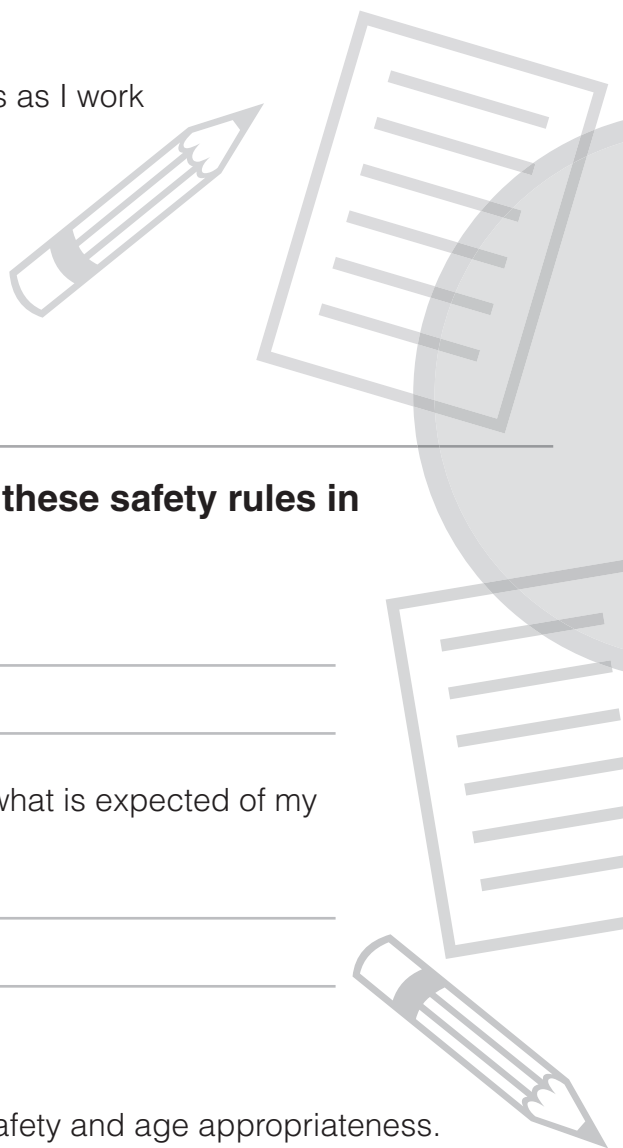 s as I work
these safety rules in
what is expected of my
afety and age appropriateness.